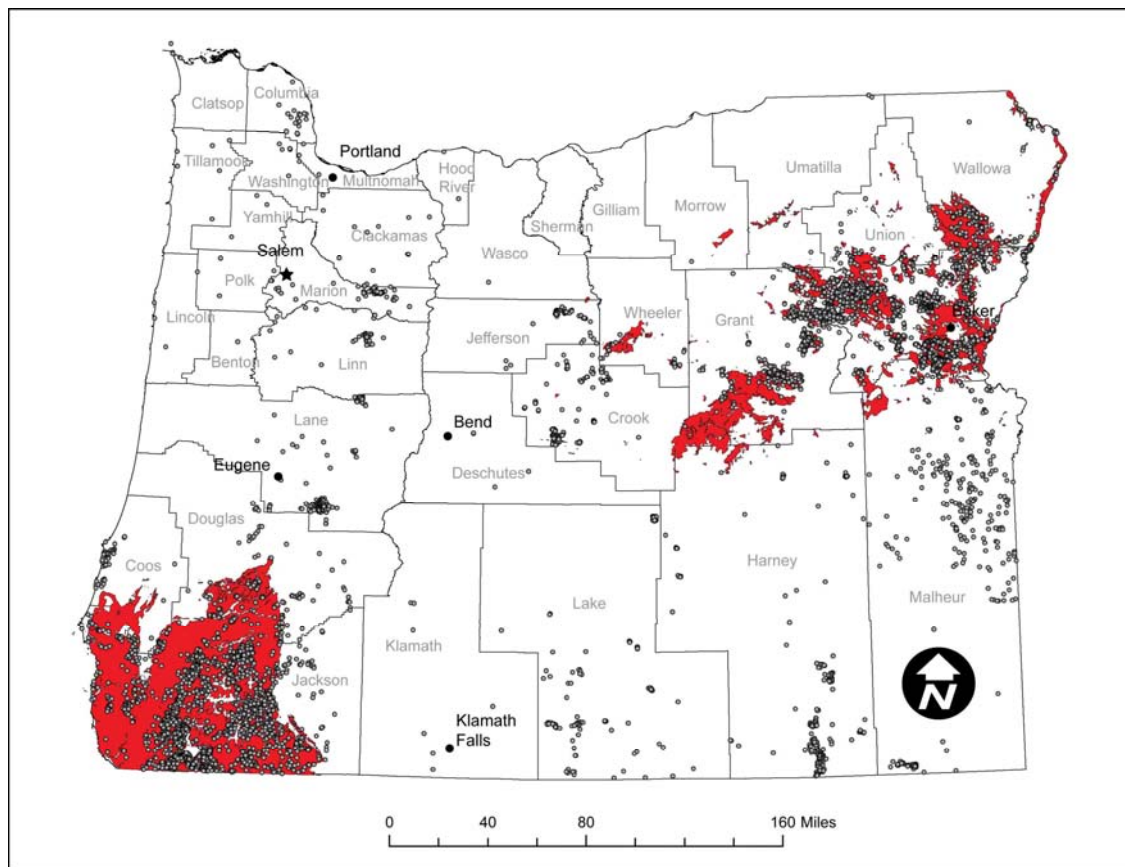 Columbia
Clatsop
Portland
Tillamook
Hood
River
Washington
Multnomah
Umatilla
Wallowa
Gilliam
Morrow
Yamhill
Sherman
Clackamas
Union
Salem
Wasco
Polk
Marion
Lincoln
Jefferson
Wheeler
Grant
Baker
Benton
Linn
Crook
Lane
Bend
Eugene
Deschutes
Douglas
Coos
Harney
Lake
Malheur
Klamath
Jackson
N
Klamath
Falls
0 40 80 160 Miles